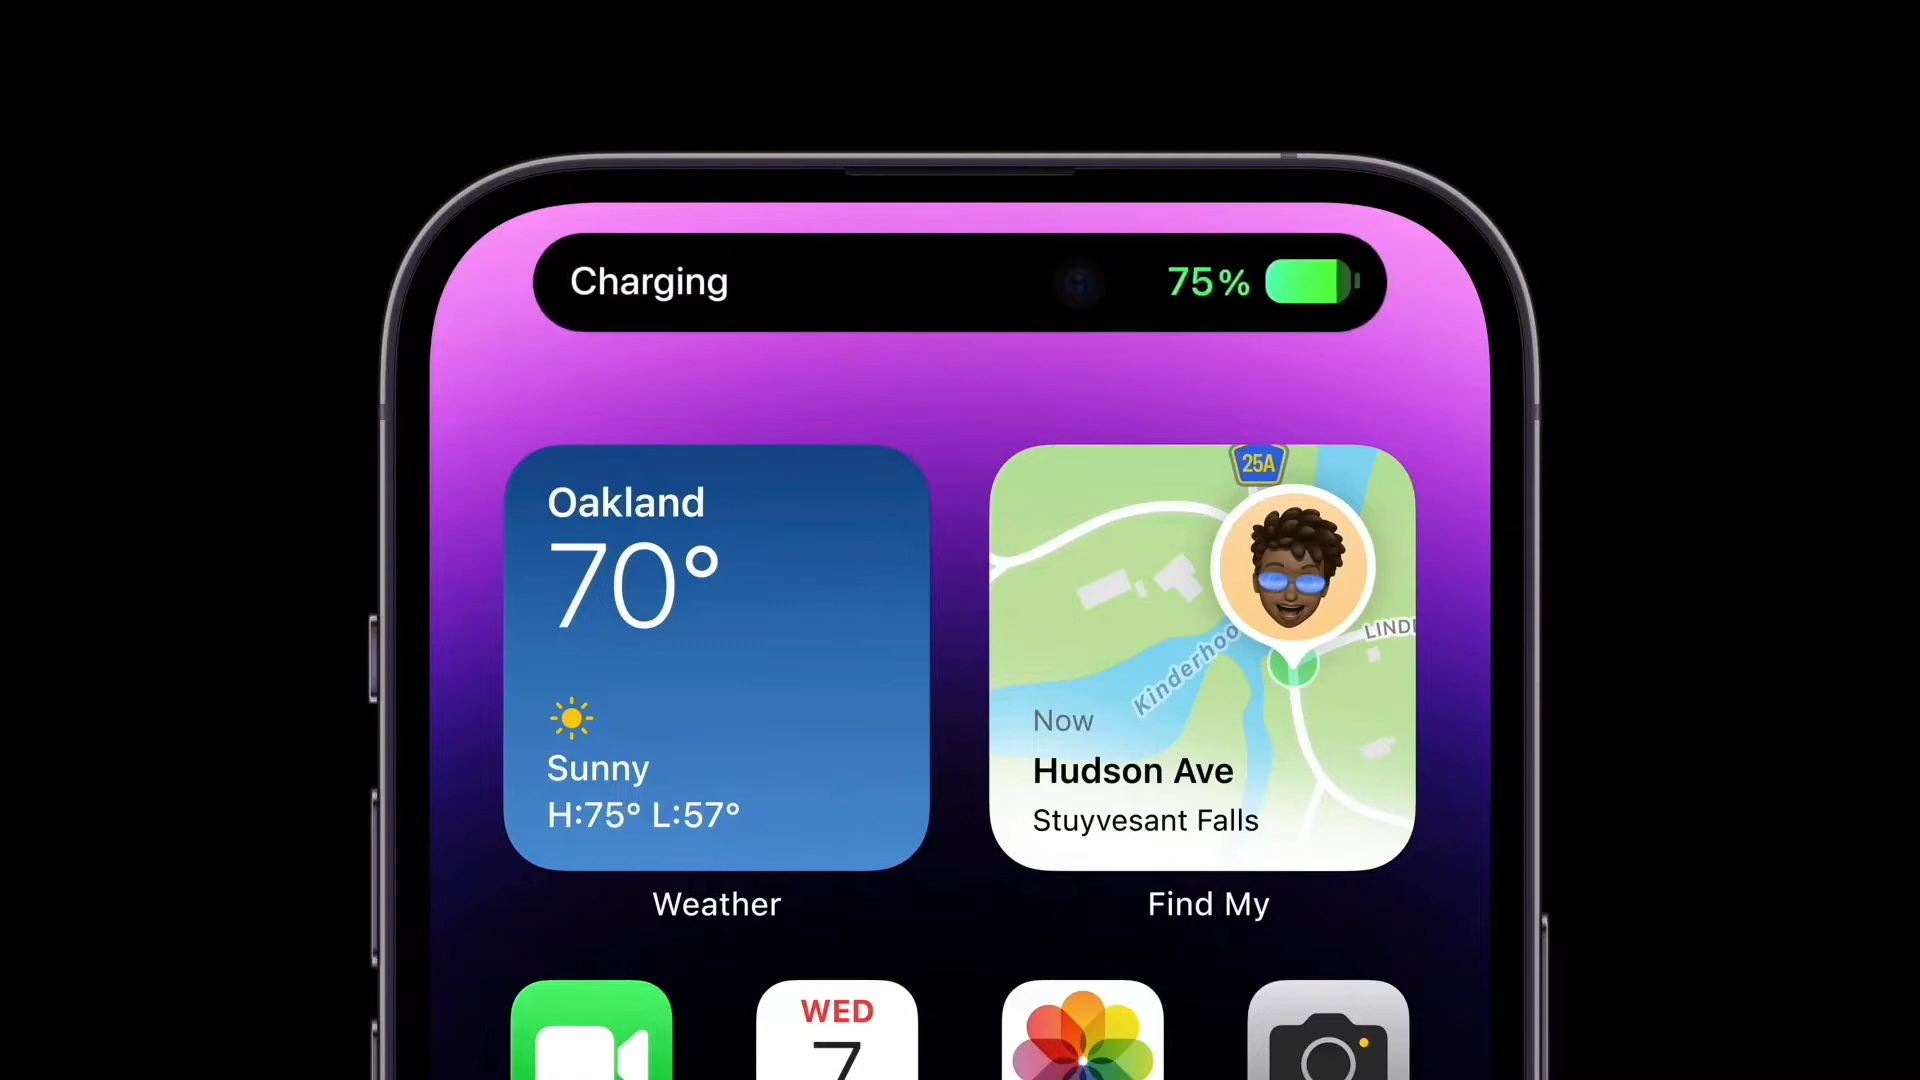 Charging
75%
Oakland
70°
Sunny
H:75° L:57°
Weather
25A
LIND
Kinderhoo
Now
Hudson Ave
Stuyvesant Falls
Find My
WED
7